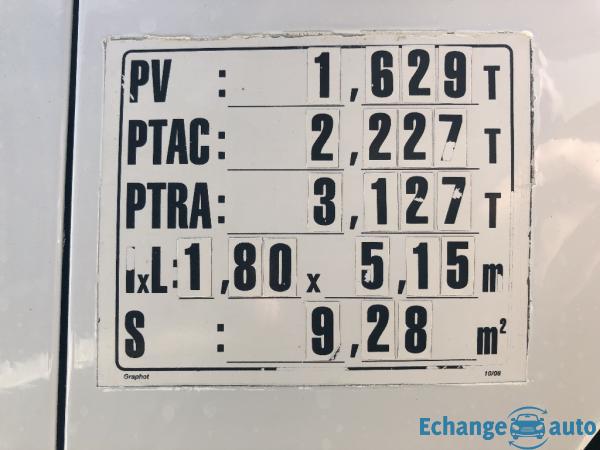 PV : 1,629 T
PTAC: 2,227 T
PTRA: 3,127 T
lxL: 1,80 x 5,15 m
S : 9,28 m²
Graphot 10/06
Echange auto